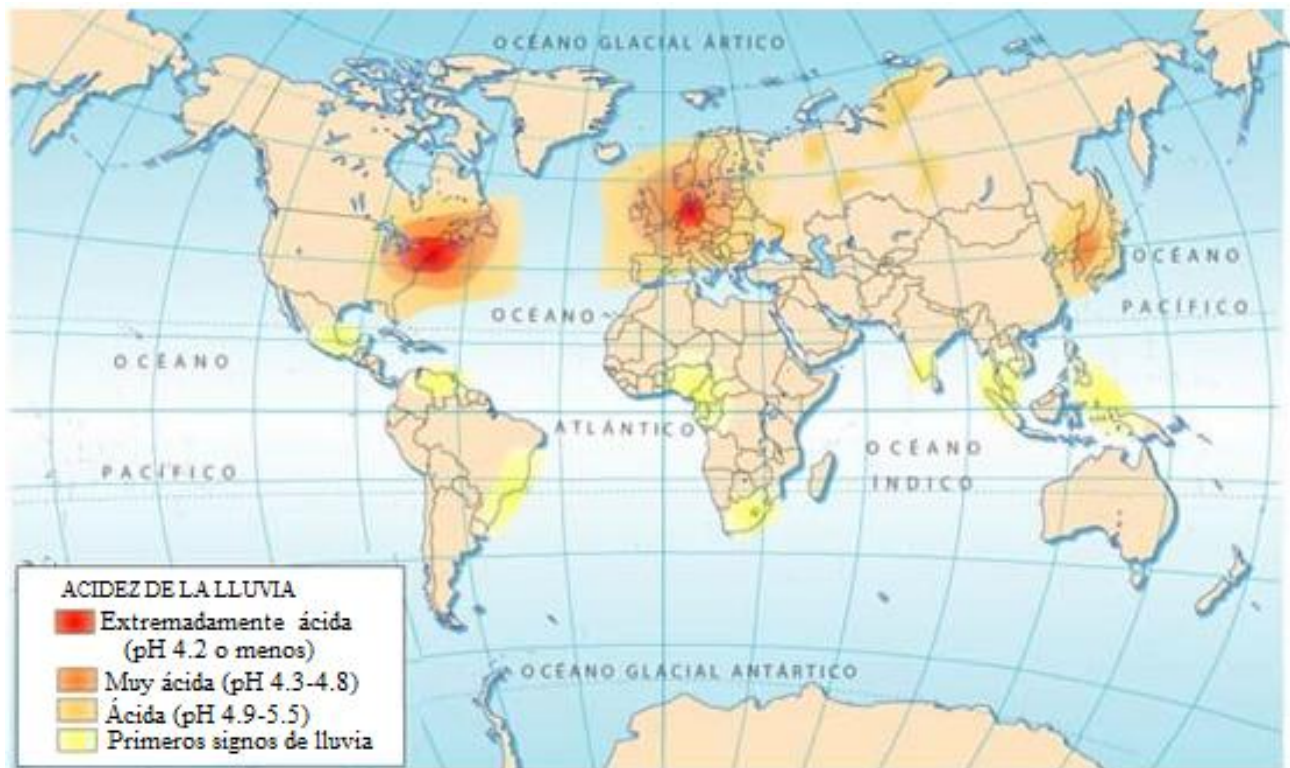 OCÉANO GLACIAL ÁRTICO
OCÉANO
PACÍFICO
OCÉANO
ATLÁNTICO
OCÉANO
PACÍFICO
OCÉANO
ÍNDICO
OCÉANO GLACIAL ANTÁRTICO
ACIDEZ DE LA LLUVIA
Extremadamente ácida
(pH 4.2 o menos)
Muy ácida (pH 4.3-4.8)
Ácida (pH 4.9-5.5)
Primeros signos de lluvia